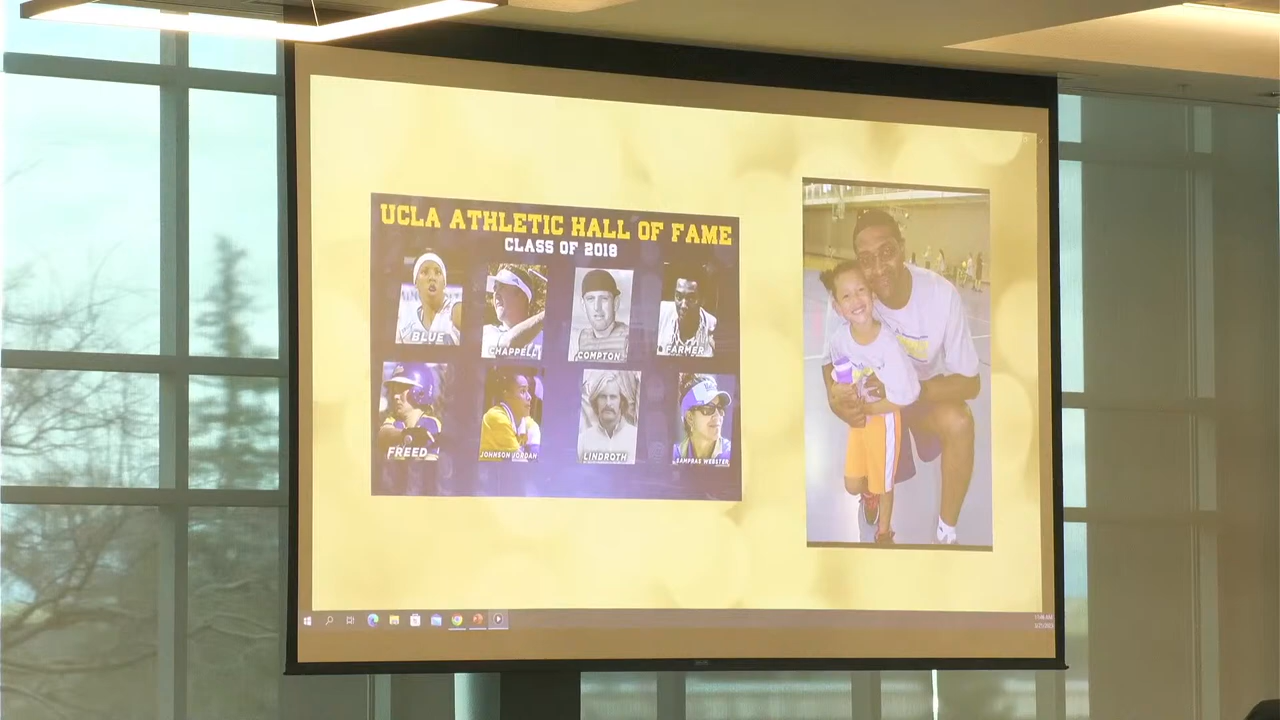 UCLA ATHLETIC HALL OF FAME
CLASS OF 2018
BLUE
CHAPPELL
COMPTON
FARMER
FREED
JOHNSON JORDAN
LINDROTH
SAMPRAS WEBSTER